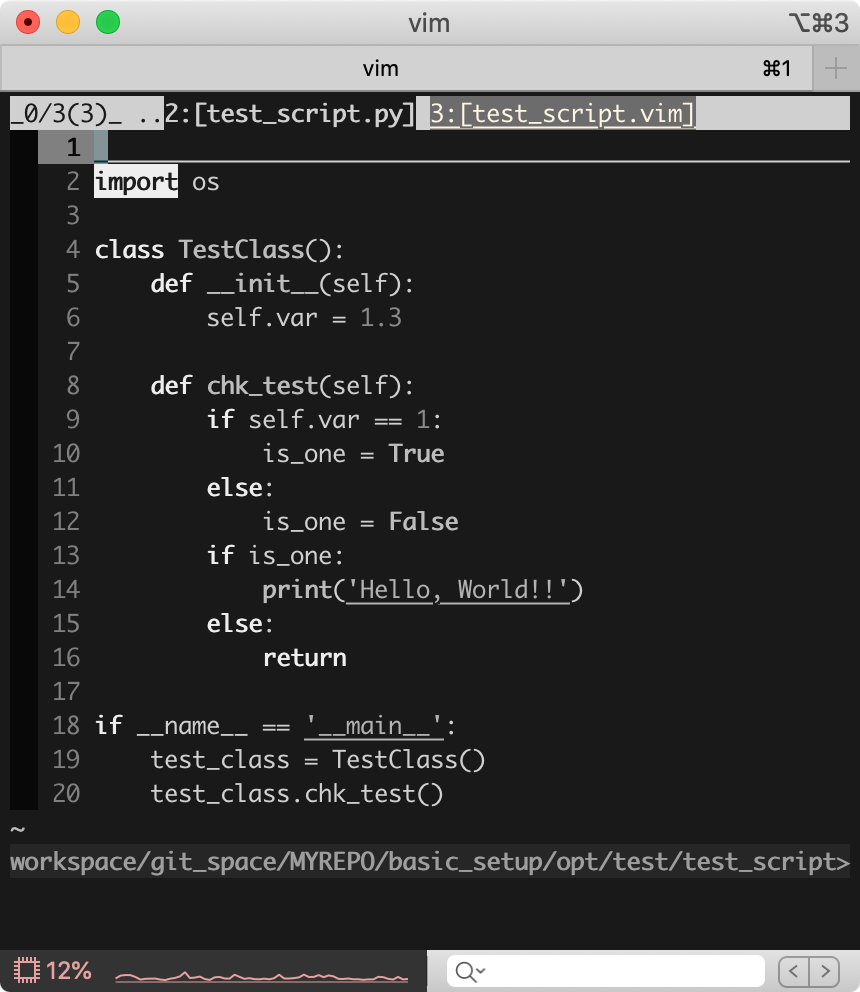 vim ⌥⌘3
vim ⌘1
_0/3(3)_ ..2:[test_script.py] 3:[test_script.vim]
1
2 import os
3
4 class TestClass():
5     def __init__(self):
6         self.var = 1.3
7
8     def chk_test(self):
9         if self.var == 1:
10             is_one = True
11         else:
12             is_one = False
13         if is_one:
14             print('Hello, World!!')
15         else:
16             return
17
18 if __name__ == '__main__':
19     test_class = TestClass()
20     test_class.chk_test()
~
workspace/git_space/MYREPO/basic_setup/opt/test/test_script>
12%